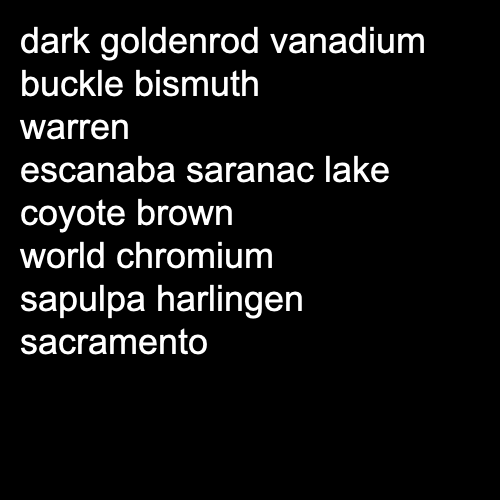 dark goldenrod vanadium
buckle bismuth
warren
escanaba saranac lake
coyote brown
world chromium
sapulpa harlingen
sacramento